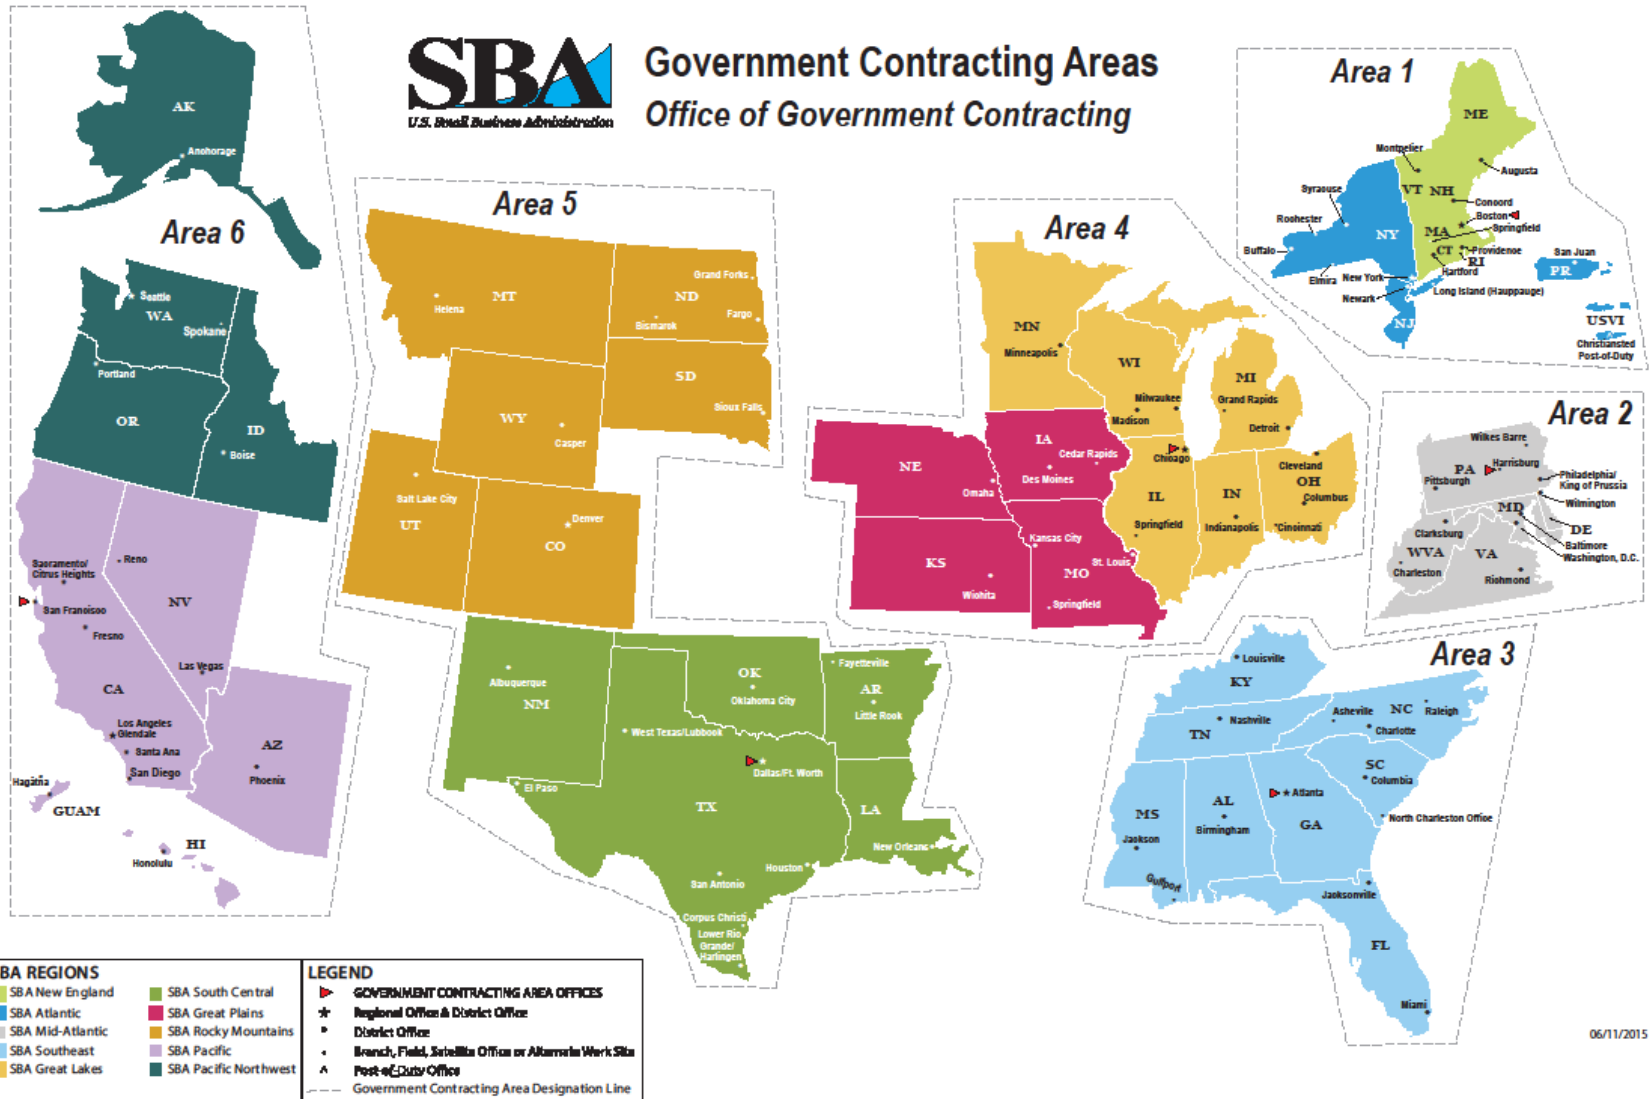 SBA
U.S. Small Business Administration
Government Contracting Areas
Office of Government Contracting
Area 1
ME
Montpelier
Augusta
VT
NH
Syracuse
Concord
Rochester
Boston
MA
Springfield
NY
Buffalo
CT
Providence
RI
San Juan
PR
Hartford
Elmira
New York
Newark
Long Island (Hauppauge)
NJ
USVI
Christiansted
Post-of-Duty
Area 2
Wilkes Barre
PA
Harrisburg
Pittsburgh
Philadelphia/
King of Prussia
Wilmington
MD
DE
Clarksburg
Baltimore
Washington, D.C.
WVA
VA
Charleston
Richmond
Area 3
Louisville
KY
NC
Asheville
Raleigh
Nashville
Charlotte
TN
SC
Columbia
Atlanta
MS
AL
GA
North Charleston Office
Birmingham
Jackson
Gulfport
Jacksonville
FL
Miami
Area 4
MN
Minneapolis
WI
MI
Milwaukee
Grand Rapids
Madison
Detroit
IA
Cedar Rapids
Des Moines
Chicago
Cleveland
OH
Columbus
NE
Omaha
IL
IN
Springfield
Indianapolis
Cincinnati
Kansas City
KS
St. Louis
MO
Wichita
Springfield
Area 5
Grand Forks
MT
ND
Helena
Bismarck
Fargo
SD
Sioux Falls
WY
Casper
Salt Lake City
UT
Denver
CO
Albuquerque
NM
OK
Oklahoma City
Fayetteville
AR
Little Rock
West Texas/Lubbock
Dallas/Ft. Worth
El Paso
TX
LA
New Orleans
Houston
San Antonio
Corpus Christi
Lower Rio
Grande/
Harlingen
Area 6
AK
Anchorage
Seattle
WA
Spokane
Portland
OR
ID
Boise
Sacramento/
Citrus Heights
Reno
San Francisco
NV
Fresno
Las Vegas
CA
Los Angeles
Glendale
Santa Ana
San Diego
AZ
Phoenix
Hagåtña
GUAM
HI
Honolulu
BA REGIONS
SBA New England
SBA Atlantic
SBA Mid-Atlantic
SBA Southeast
SBA Great Lakes
SBA South Central
SBA Great Plains
SBA Rocky Mountains
SBA Pacific
SBA Pacific Northwest
LEGEND
GOVERNMENT CONTRACTING AREA OFFICES
Regional Office & District Office
District Office
Branch, Field, Satellite Office or Alternate Work Site
Post-of-Duty Office
Government Contracting Area Designation Line
06/11/2015